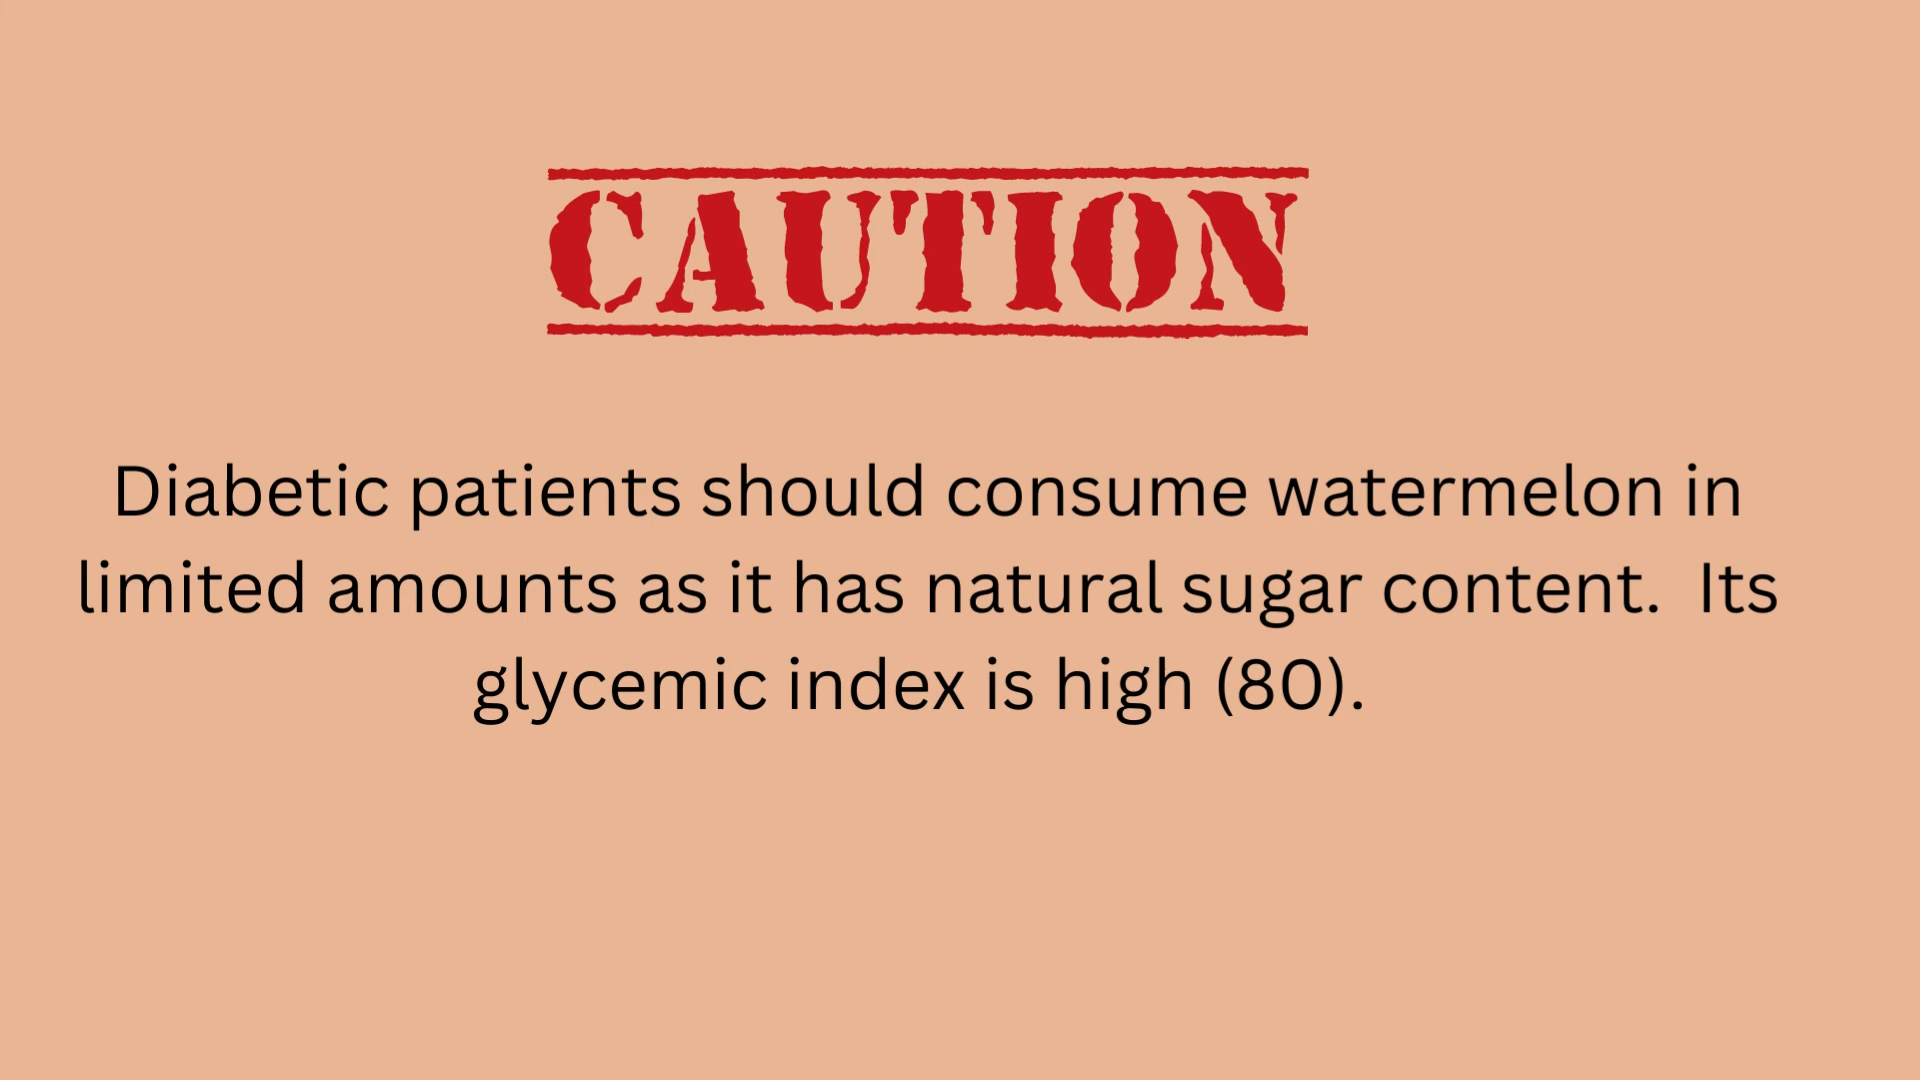 CAUTION
Diabetic patients should consume watermelon in
limited amounts as it has natural sugar content.  Its
glycemic index is high (80).